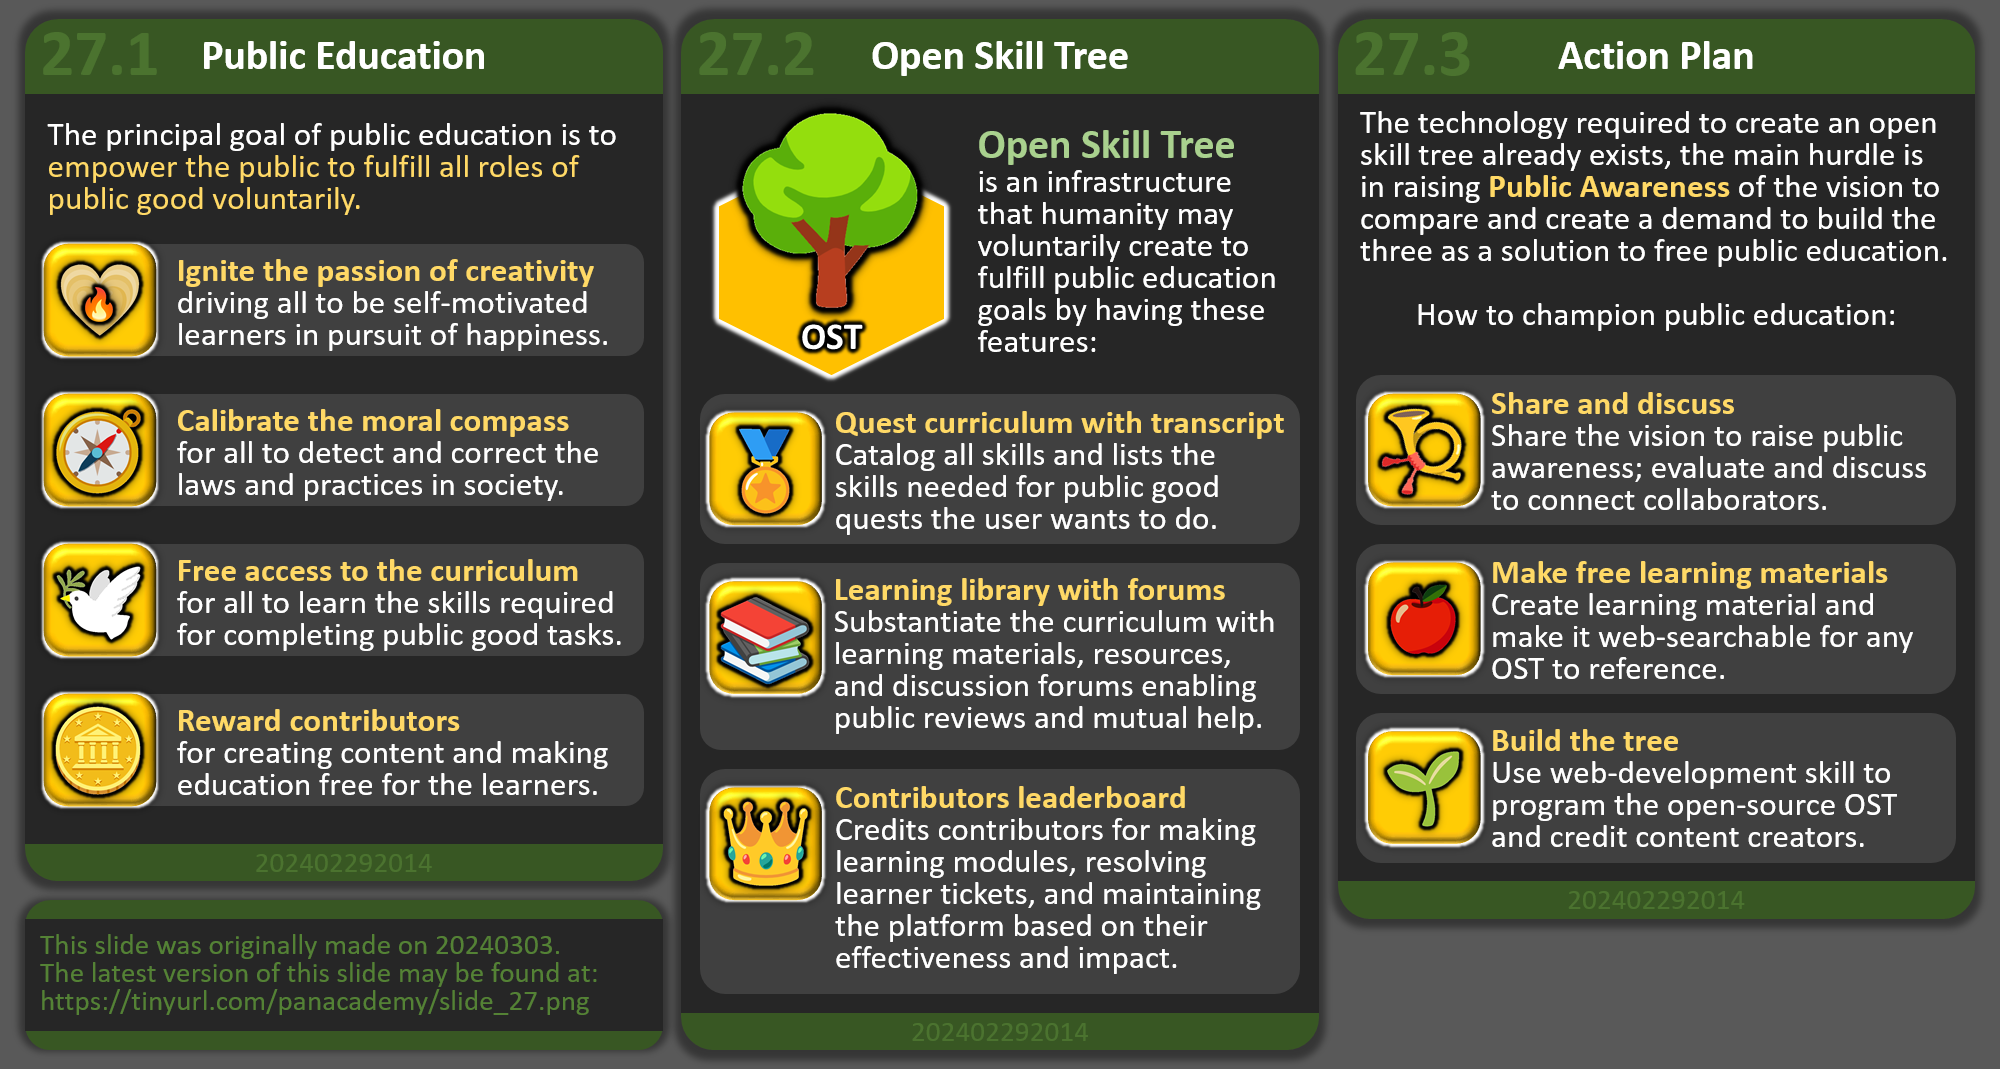 27.1 Public Education
The principal goal of public education is to
empower the public to fulfill all roles of
public good voluntarily.
Ignite the passion of creativity
driving all to be self-motivated
learners in pursuit of happiness.
Calibrate the moral compass
for all to detect and correct the
laws and practices in society.
Free access to the curriculum
for all to learn the skills required
for completing public good tasks.
Reward contributors
for creating content and making
education free for the learners.
202402292014
This slide was originally made on 20240303.
The latest version of this slide may be found at:
https://tinyurl.com/panacademy/slide_27.png
27.2 Open Skill Tree
OST
Open Skill Tree
is an infrastructure
that humanity may
voluntarily create to
fulfill public education
goals by having these
features:
Quest curriculum with transcript
Catalog all skills and lists the
skills needed for public good
quests the user wants to do.
Learning library with forums
Substantiate the curriculum with
learning materials, resources,
and discussion forums enabling
public reviews and mutual help.
Contributors leaderboard
Credits contributors for making
learning modules, resolving
learner tickets, and maintaining
the platform based on their
effectiveness and impact.
202402292014
27.3 Action Plan
The technology required to create an open
skill tree already exists, the main hurdle is
in raising Public Awareness of the vision to
compare and create a demand to build the
three as a solution to free public education.
How to champion public education:
Share and discuss
Share the vision to raise public
awareness; evaluate and discuss
to connect collaborators.
Make free learning materials
Create learning material and
make it web-searchable for any
OST to reference.
Build the tree
Use web-development skill to
program the open-source OST
and credit content creators.
202402292014